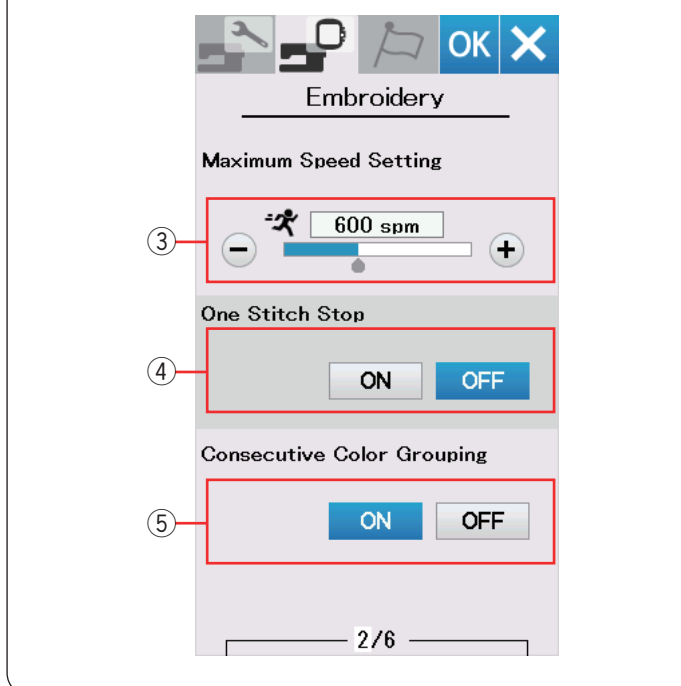 OK
Embroidery
Maximum Speed Setting
③
600 spm
One Stitch Stop
④
ON OFF
Consecutive Color Grouping
⑤
ON OFF
2/6